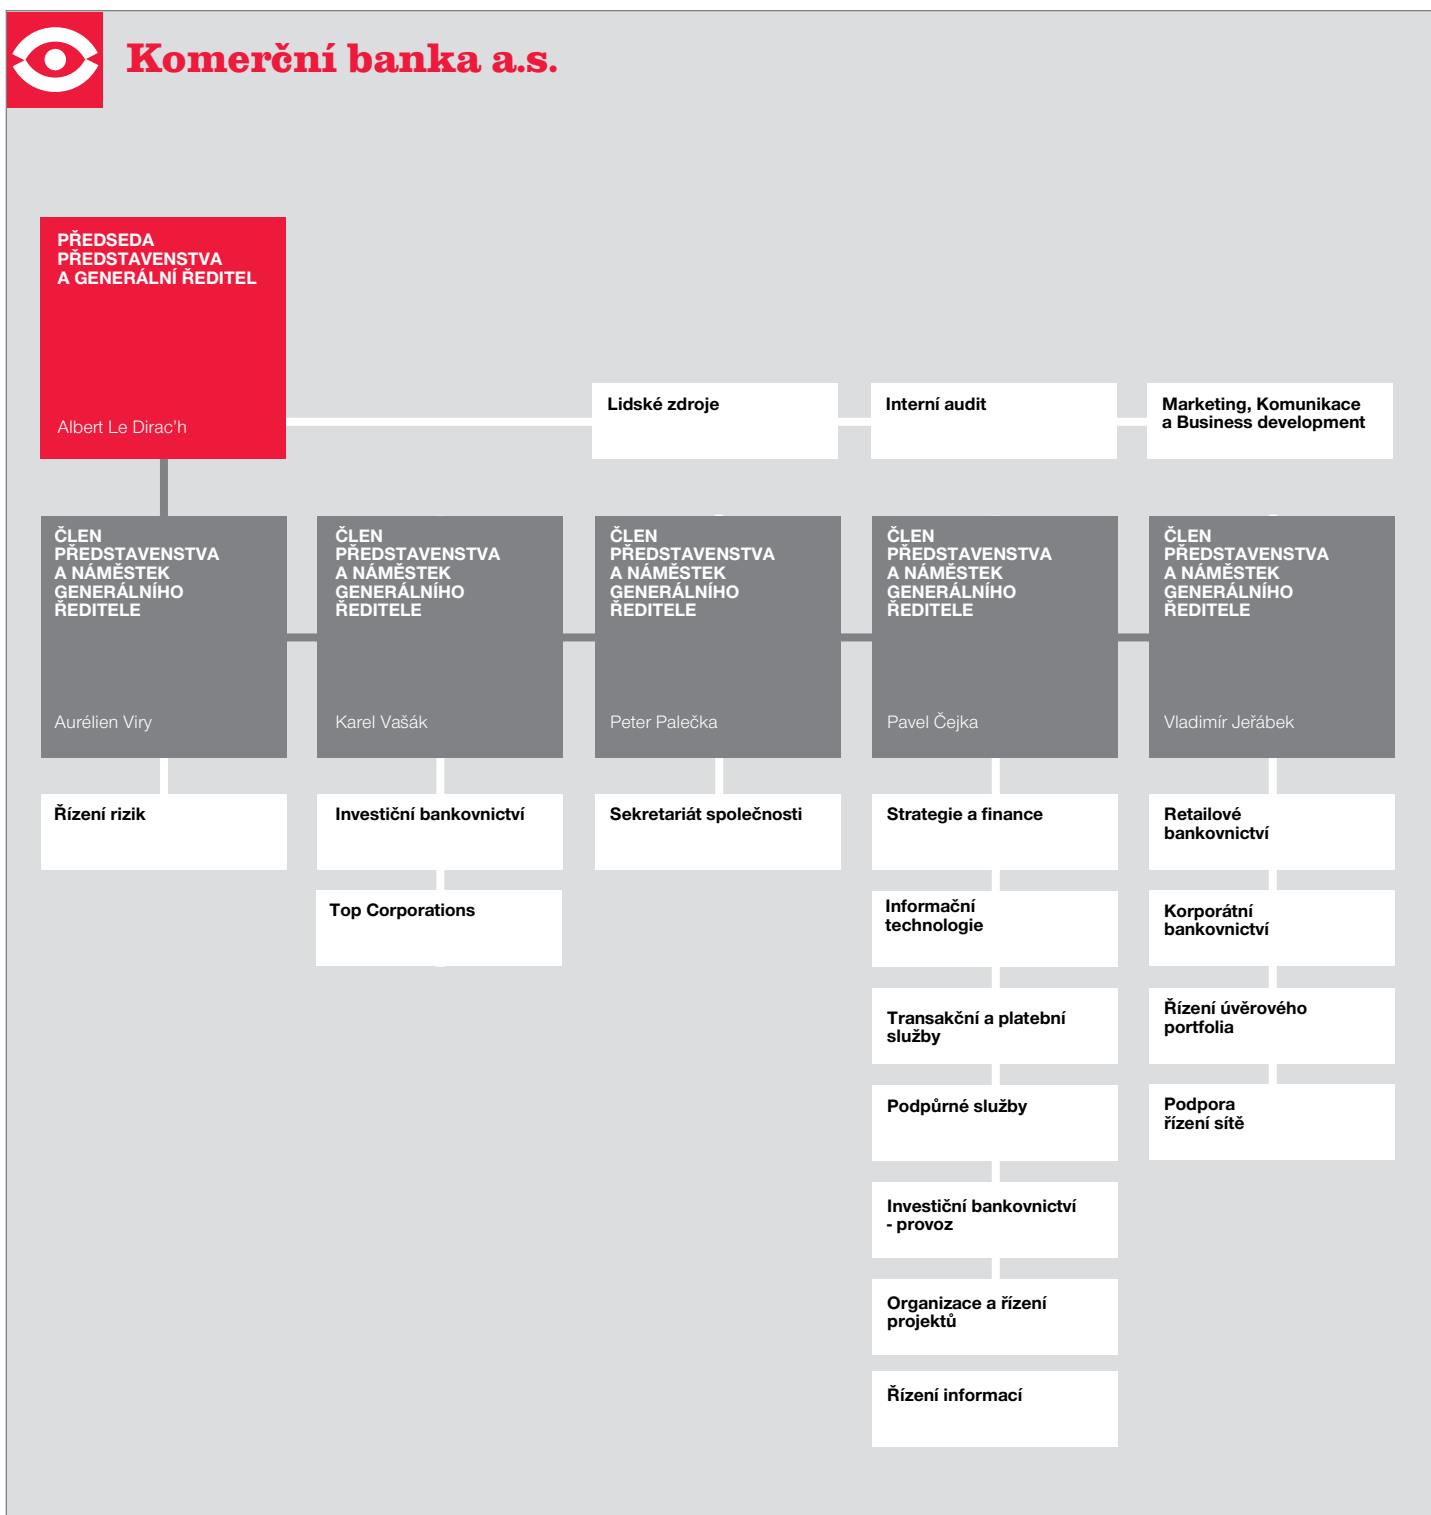 Komerční banka a.s.
PŘEDSEDA
PŘEDSTAVENSTVA
A GENERÁLNÍ ŘEDITEL
Albert Le Dirac'h
Lidské zdroje
Interní audit
Marketing, Komunikace
a Business development
ČLEN
PŘEDSTAVENSTVA
A NÁMĚSTEK
GENERÁLNÍHO
ŘEDITELE
Aurélien Viry
ČLEN
PŘEDSTAVENSTVA
A NÁMĚSTEK
GENERÁLNÍHO
ŘEDITELE
Karel Vašák
ČLEN
PŘEDSTAVENSTVA
A NÁMĚSTEK
GENERÁLNÍHO
ŘEDITELE
Peter Palečka
ČLEN
PŘEDSTAVENSTVA
A NÁMĚSTEK
GENERÁLNÍHO
ŘEDITELE
Pavel Čejka
ČLEN
PŘEDSTAVENSTVA
A NÁMĚSTEK
GENERÁLNÍHO
ŘEDITELE
Vladimír Jeřábek
Řízení rizik
Investiční bankovnictví
Top Corporations
Sekretariát společnosti
Strategie a finance
Informační
technologie
Transakční a platební
služby
Podpůrné služby
Investiční bankovnictví
- provoz
Organizace a řízení
projektů
Řízení informací
Retailové
bankovnictví
Korporátní
bankovnictví
Řízení úvěrového
portfolia
Podpora
řízení sítě